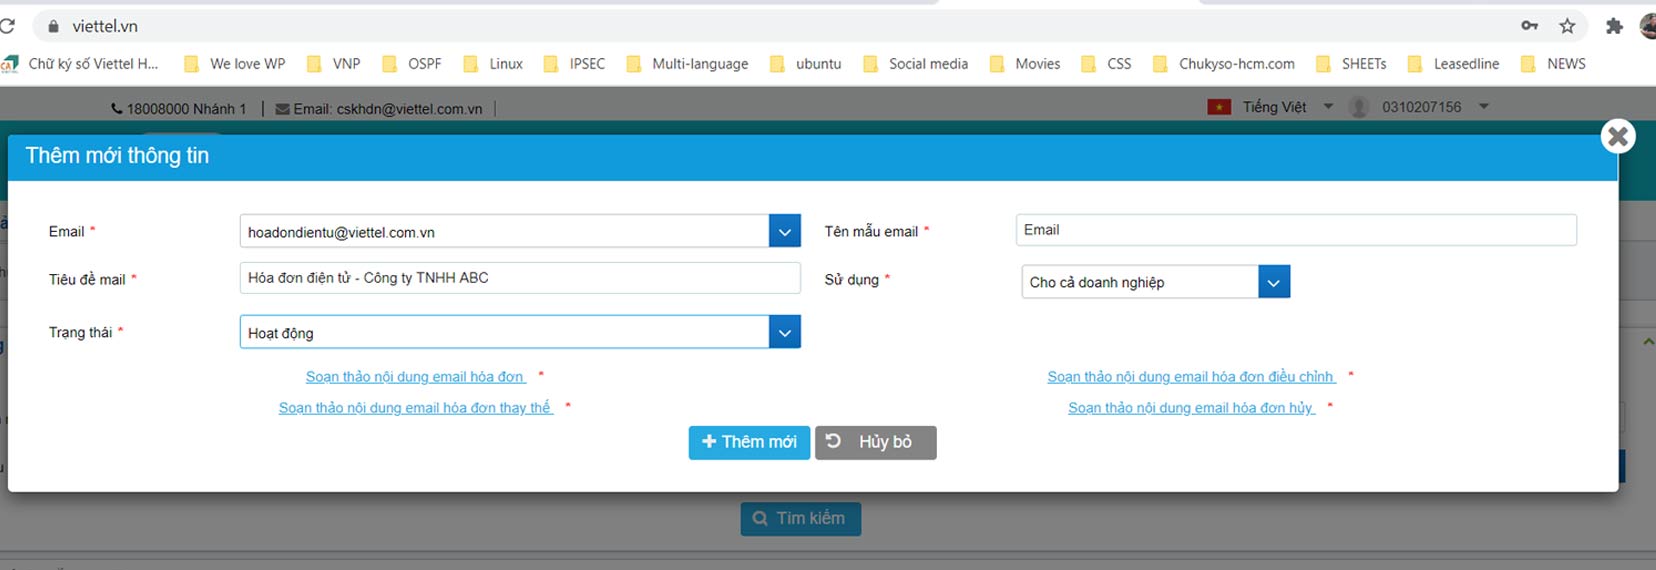 viettel.vn
Chữ ký số Viettel H... We love WP VNP OSPF Linux IPSEC Multi-language ubuntu Social media Movies CSS Chukyso-hcm.com SHEETs Leasedline NEWS
18008000 Nhánh 1 | Email: cskhdn@viettel.com.vn | Tiếng Việt 0310207156
Thêm mới thông tin
Email * hoadondientu@viettel.com.vn Tên mẫu email * Email
Tiêu đề mail * Hóa đơn điện tử - Công ty TNHH ABC Sử dụng * Cho cả doanh nghiệp
Trạng thái * Hoạt động
Soạn thảo nội dung email hóa đơn * Soạn thảo nội dung email hóa đơn điều chỉnh *
Soạn thảo nội dung email hóa đơn thay thế * Soạn thảo nội dung email hóa đơn hủy *
Thêm mới Hủy bỏ
Tìm kiếm